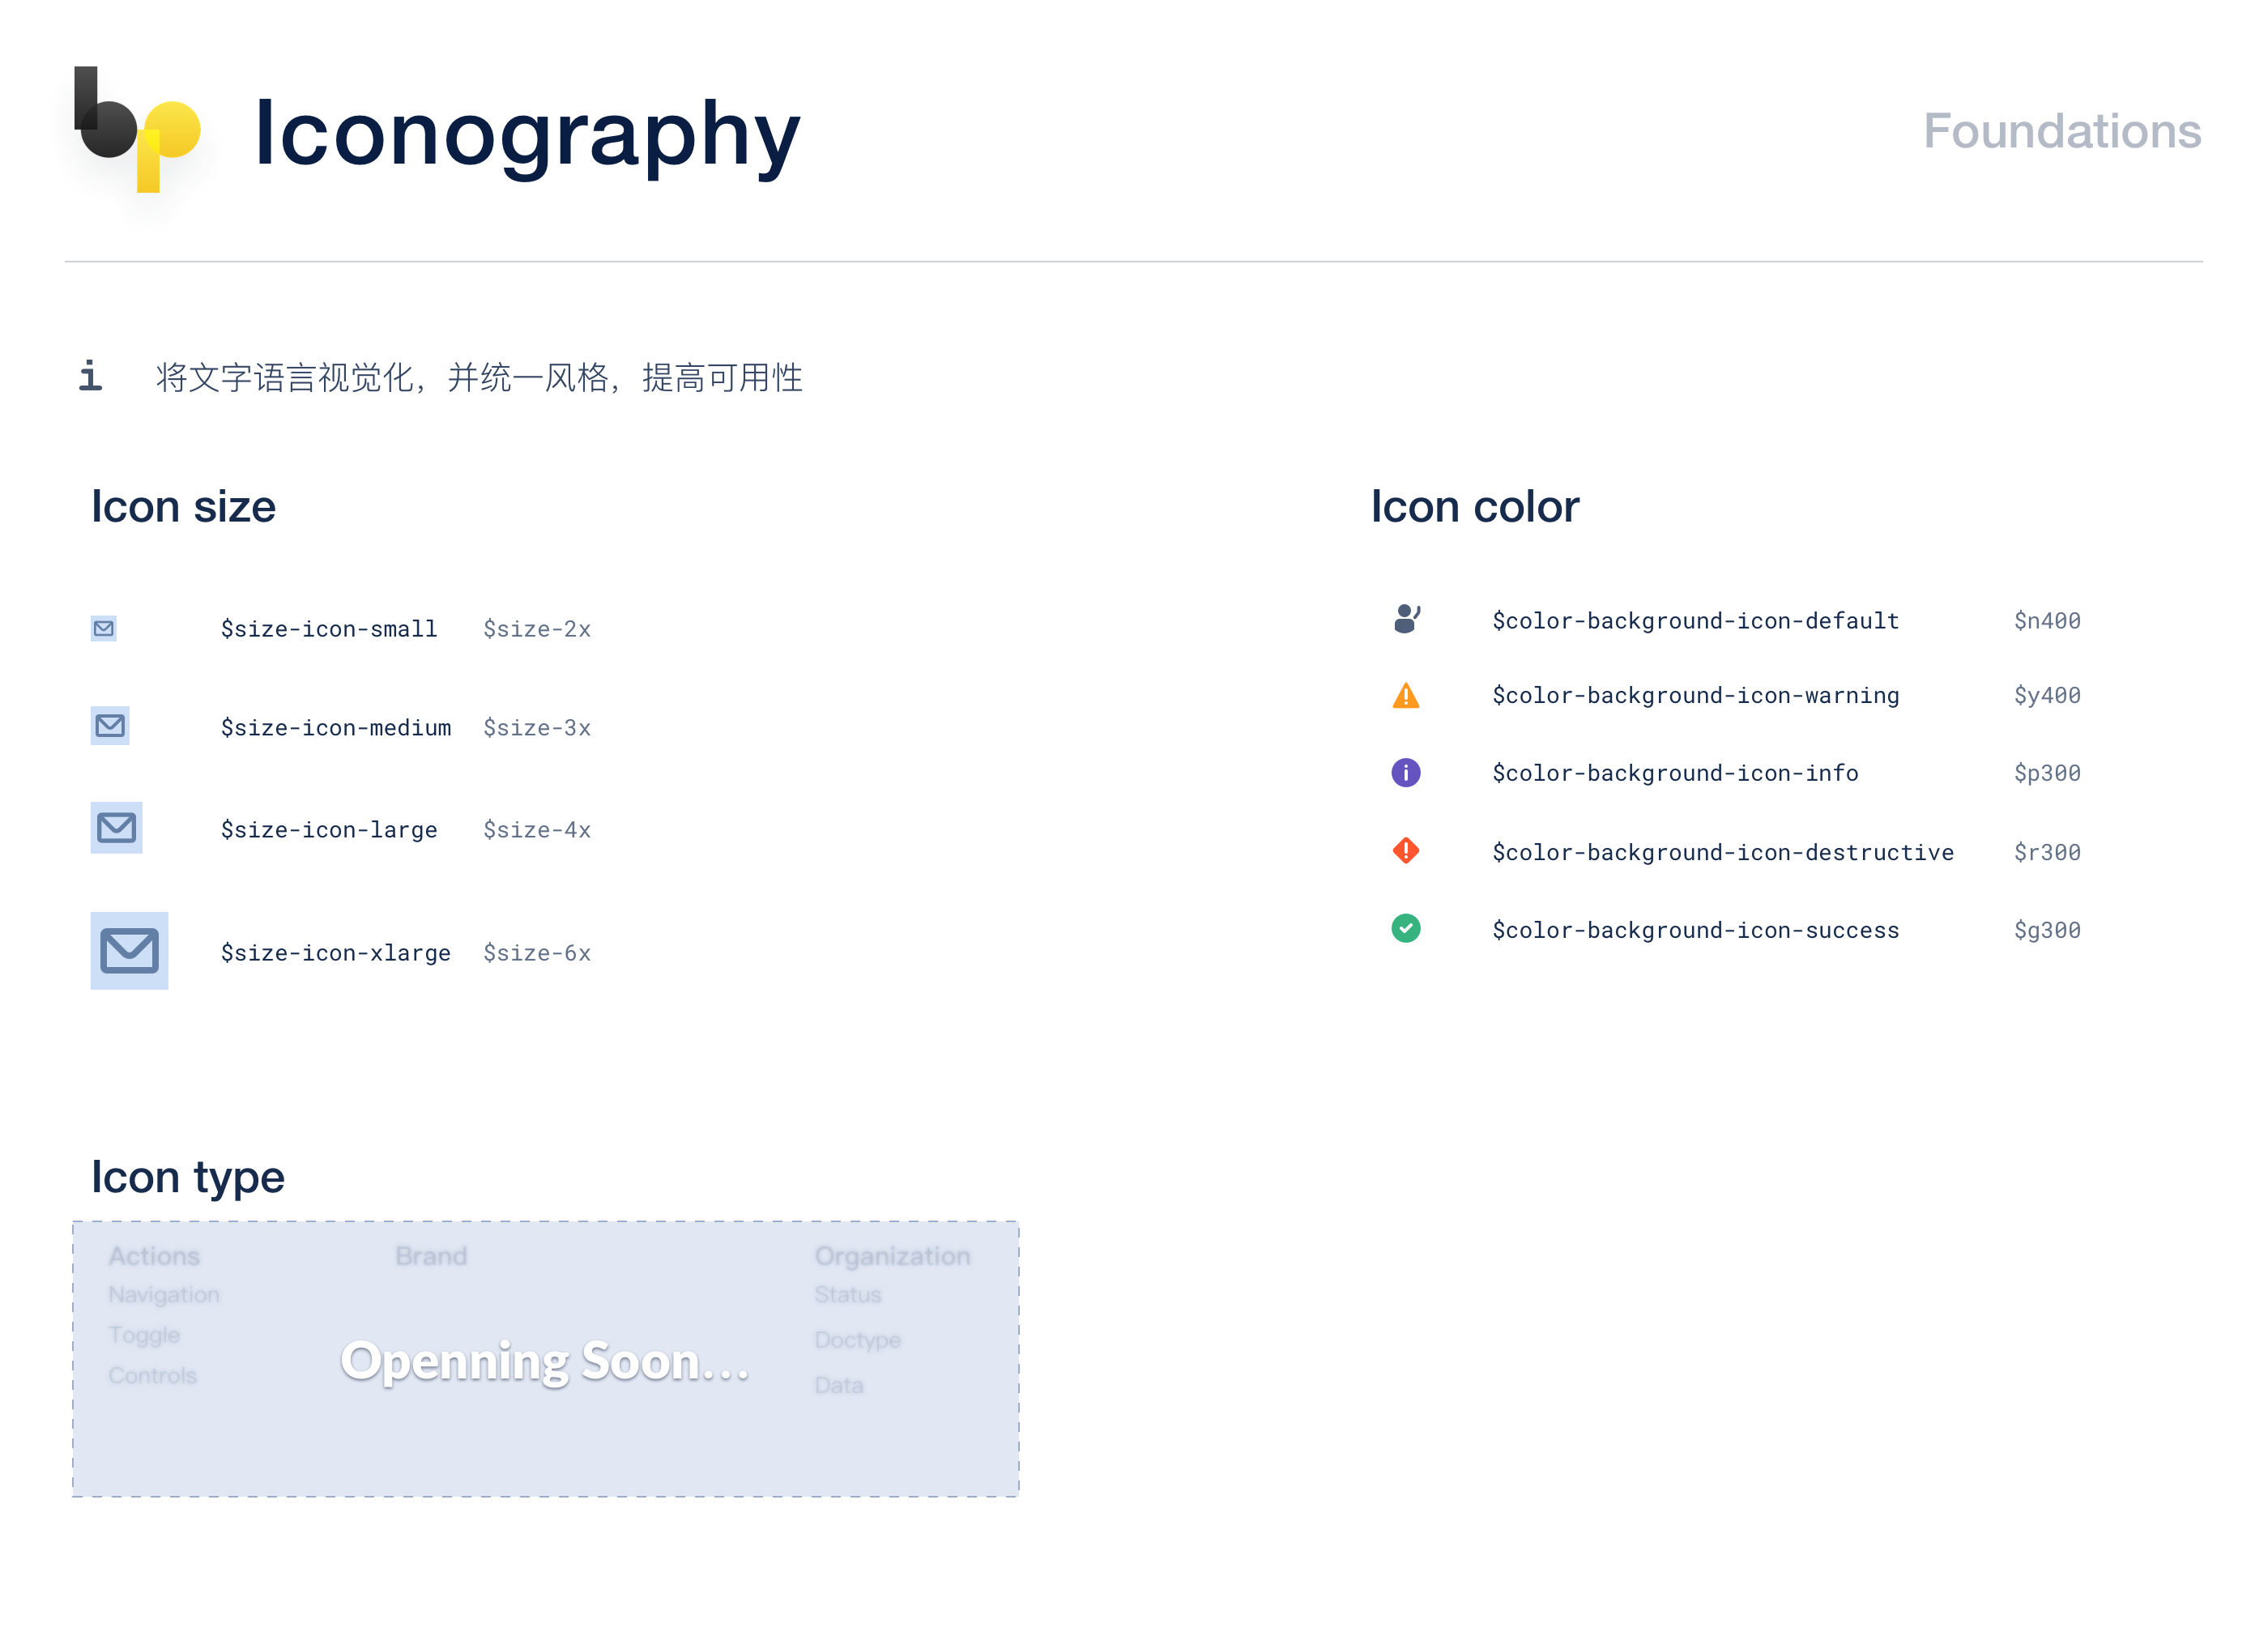 bp
Iconography
Foundations
i 将文字语言视觉化，并统一风格，提高可用性
Icon size
$size-icon-small $size-2x
$size-icon-medium $size-3x
$size-icon-large $size-4x
$size-icon-xlarge $size-6x
Icon color
$color-background-icon-default $n400
$color-background-icon-warning $y400
$color-background-icon-info $p300
$color-background-icon-destructive $r300
$color-background-icon-success $g300
Icon type
Actions
Navigation
Toggle
Controls
Brand
Openning Soon...
Organization
Status
Doctype
Data